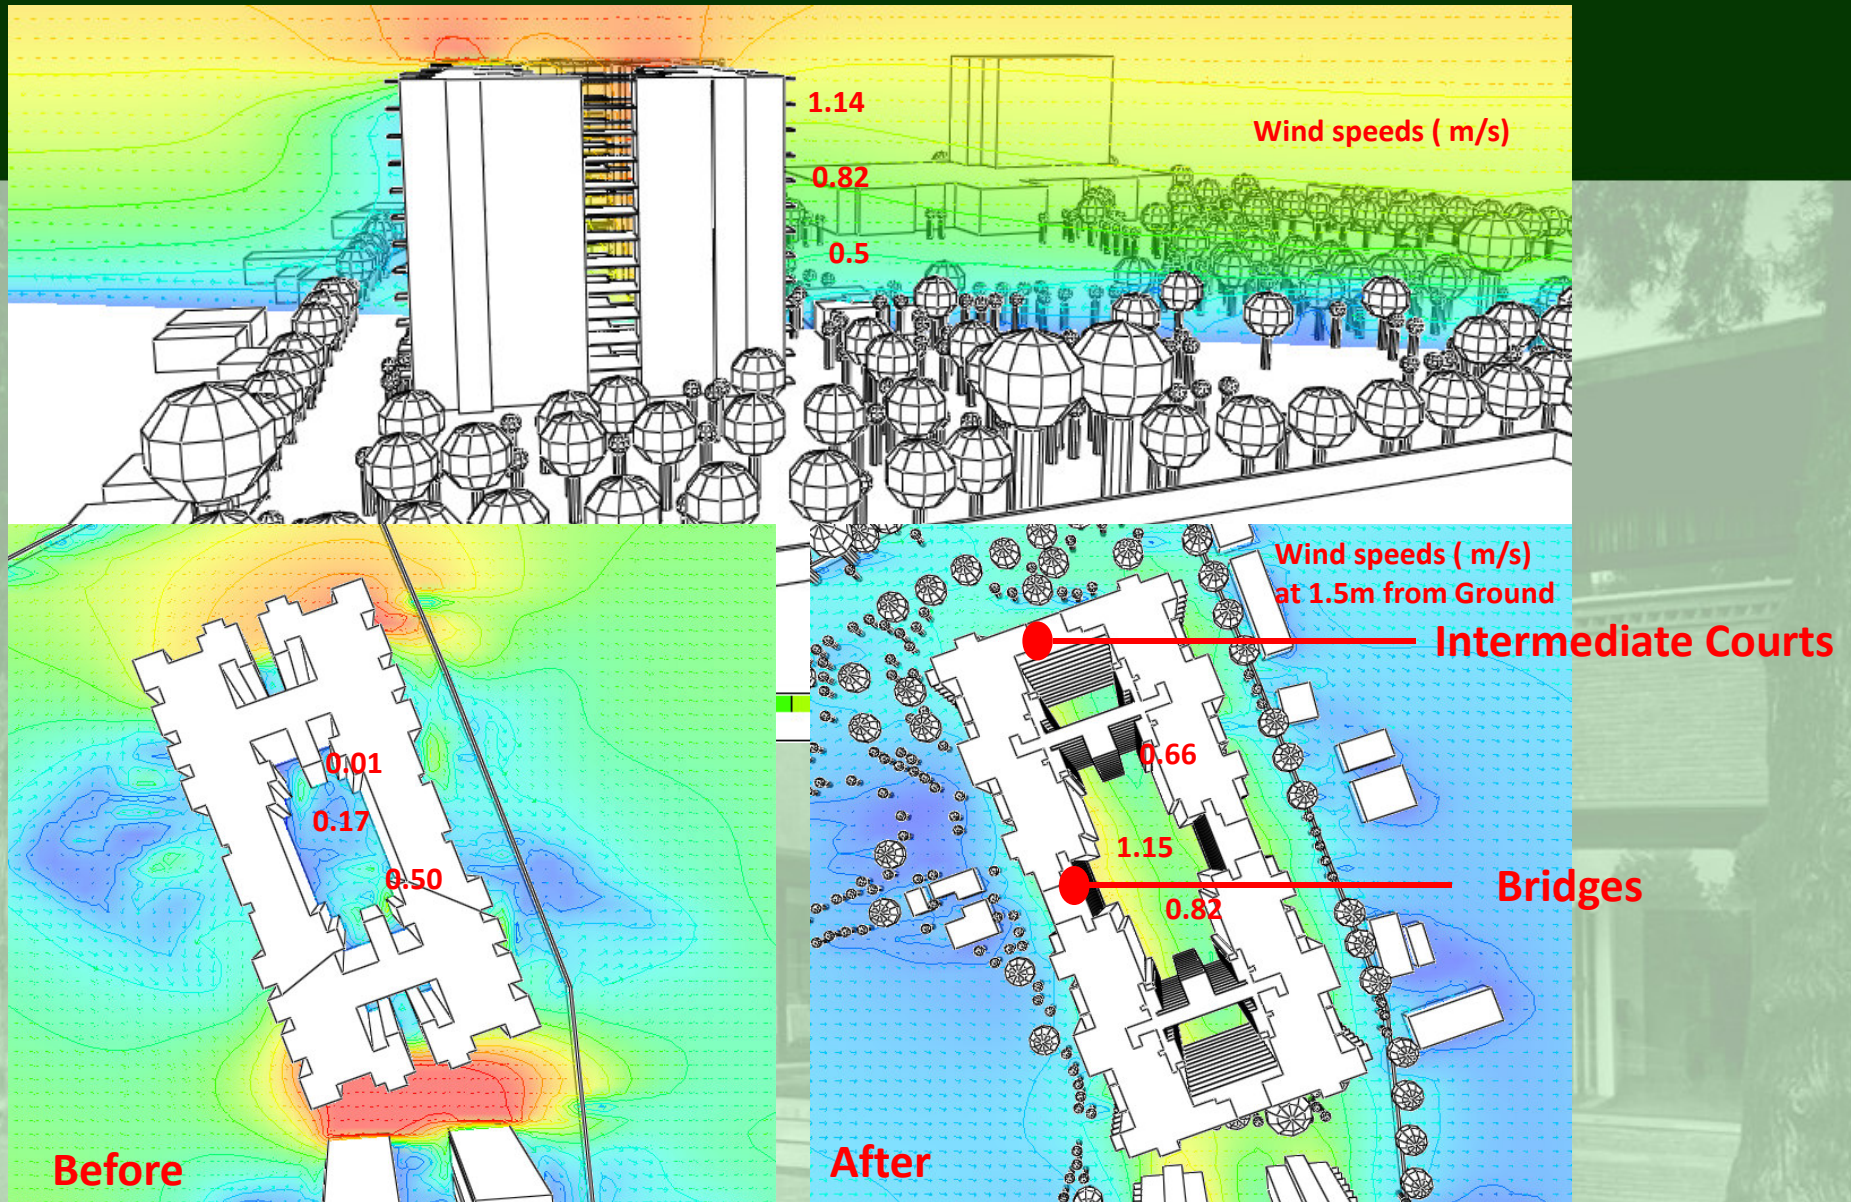 1.14
Wind speeds ( m/s)
0.82
0.5
Wind speeds ( m/s)
at 1.5m from Ground
Intermediate Courts
0.01
0.17
0.50
0.66
1.15
Bridges
0.82
Before
After